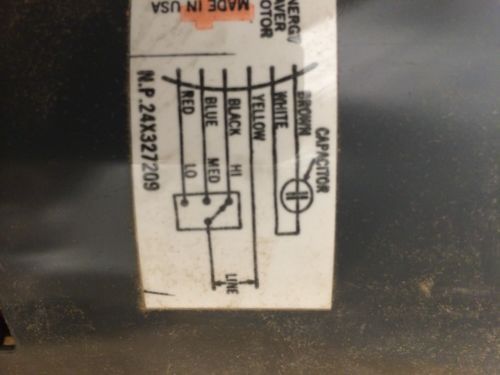 ENERGY
SAVER
MOTOR
MADE IN USA
CAPACITOR
BROWN
WHITE
YELLOW
BLACK
BLUE
RED
HI
MED
LO
LINE
N.P. 24X327209